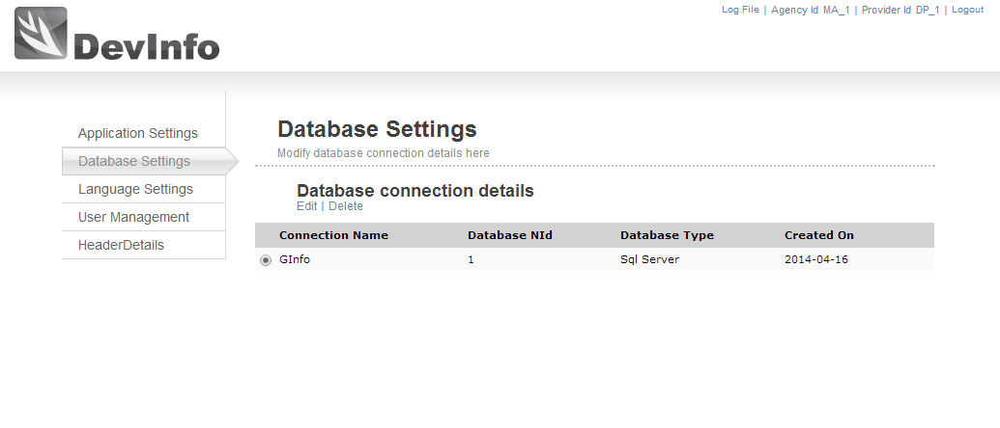 Log File | Agency Id MA_1 | Provider Id DP_1 | Logout
DevInfo
Application Settings
Database Settings
Language Settings
User Management
HeaderDetails
Database Settings
Modify database connection details here
Database connection details
Edit | Delete
Connection Name Database NId Database Type Created On
GInfo 1 Sql Server 2014-04-16